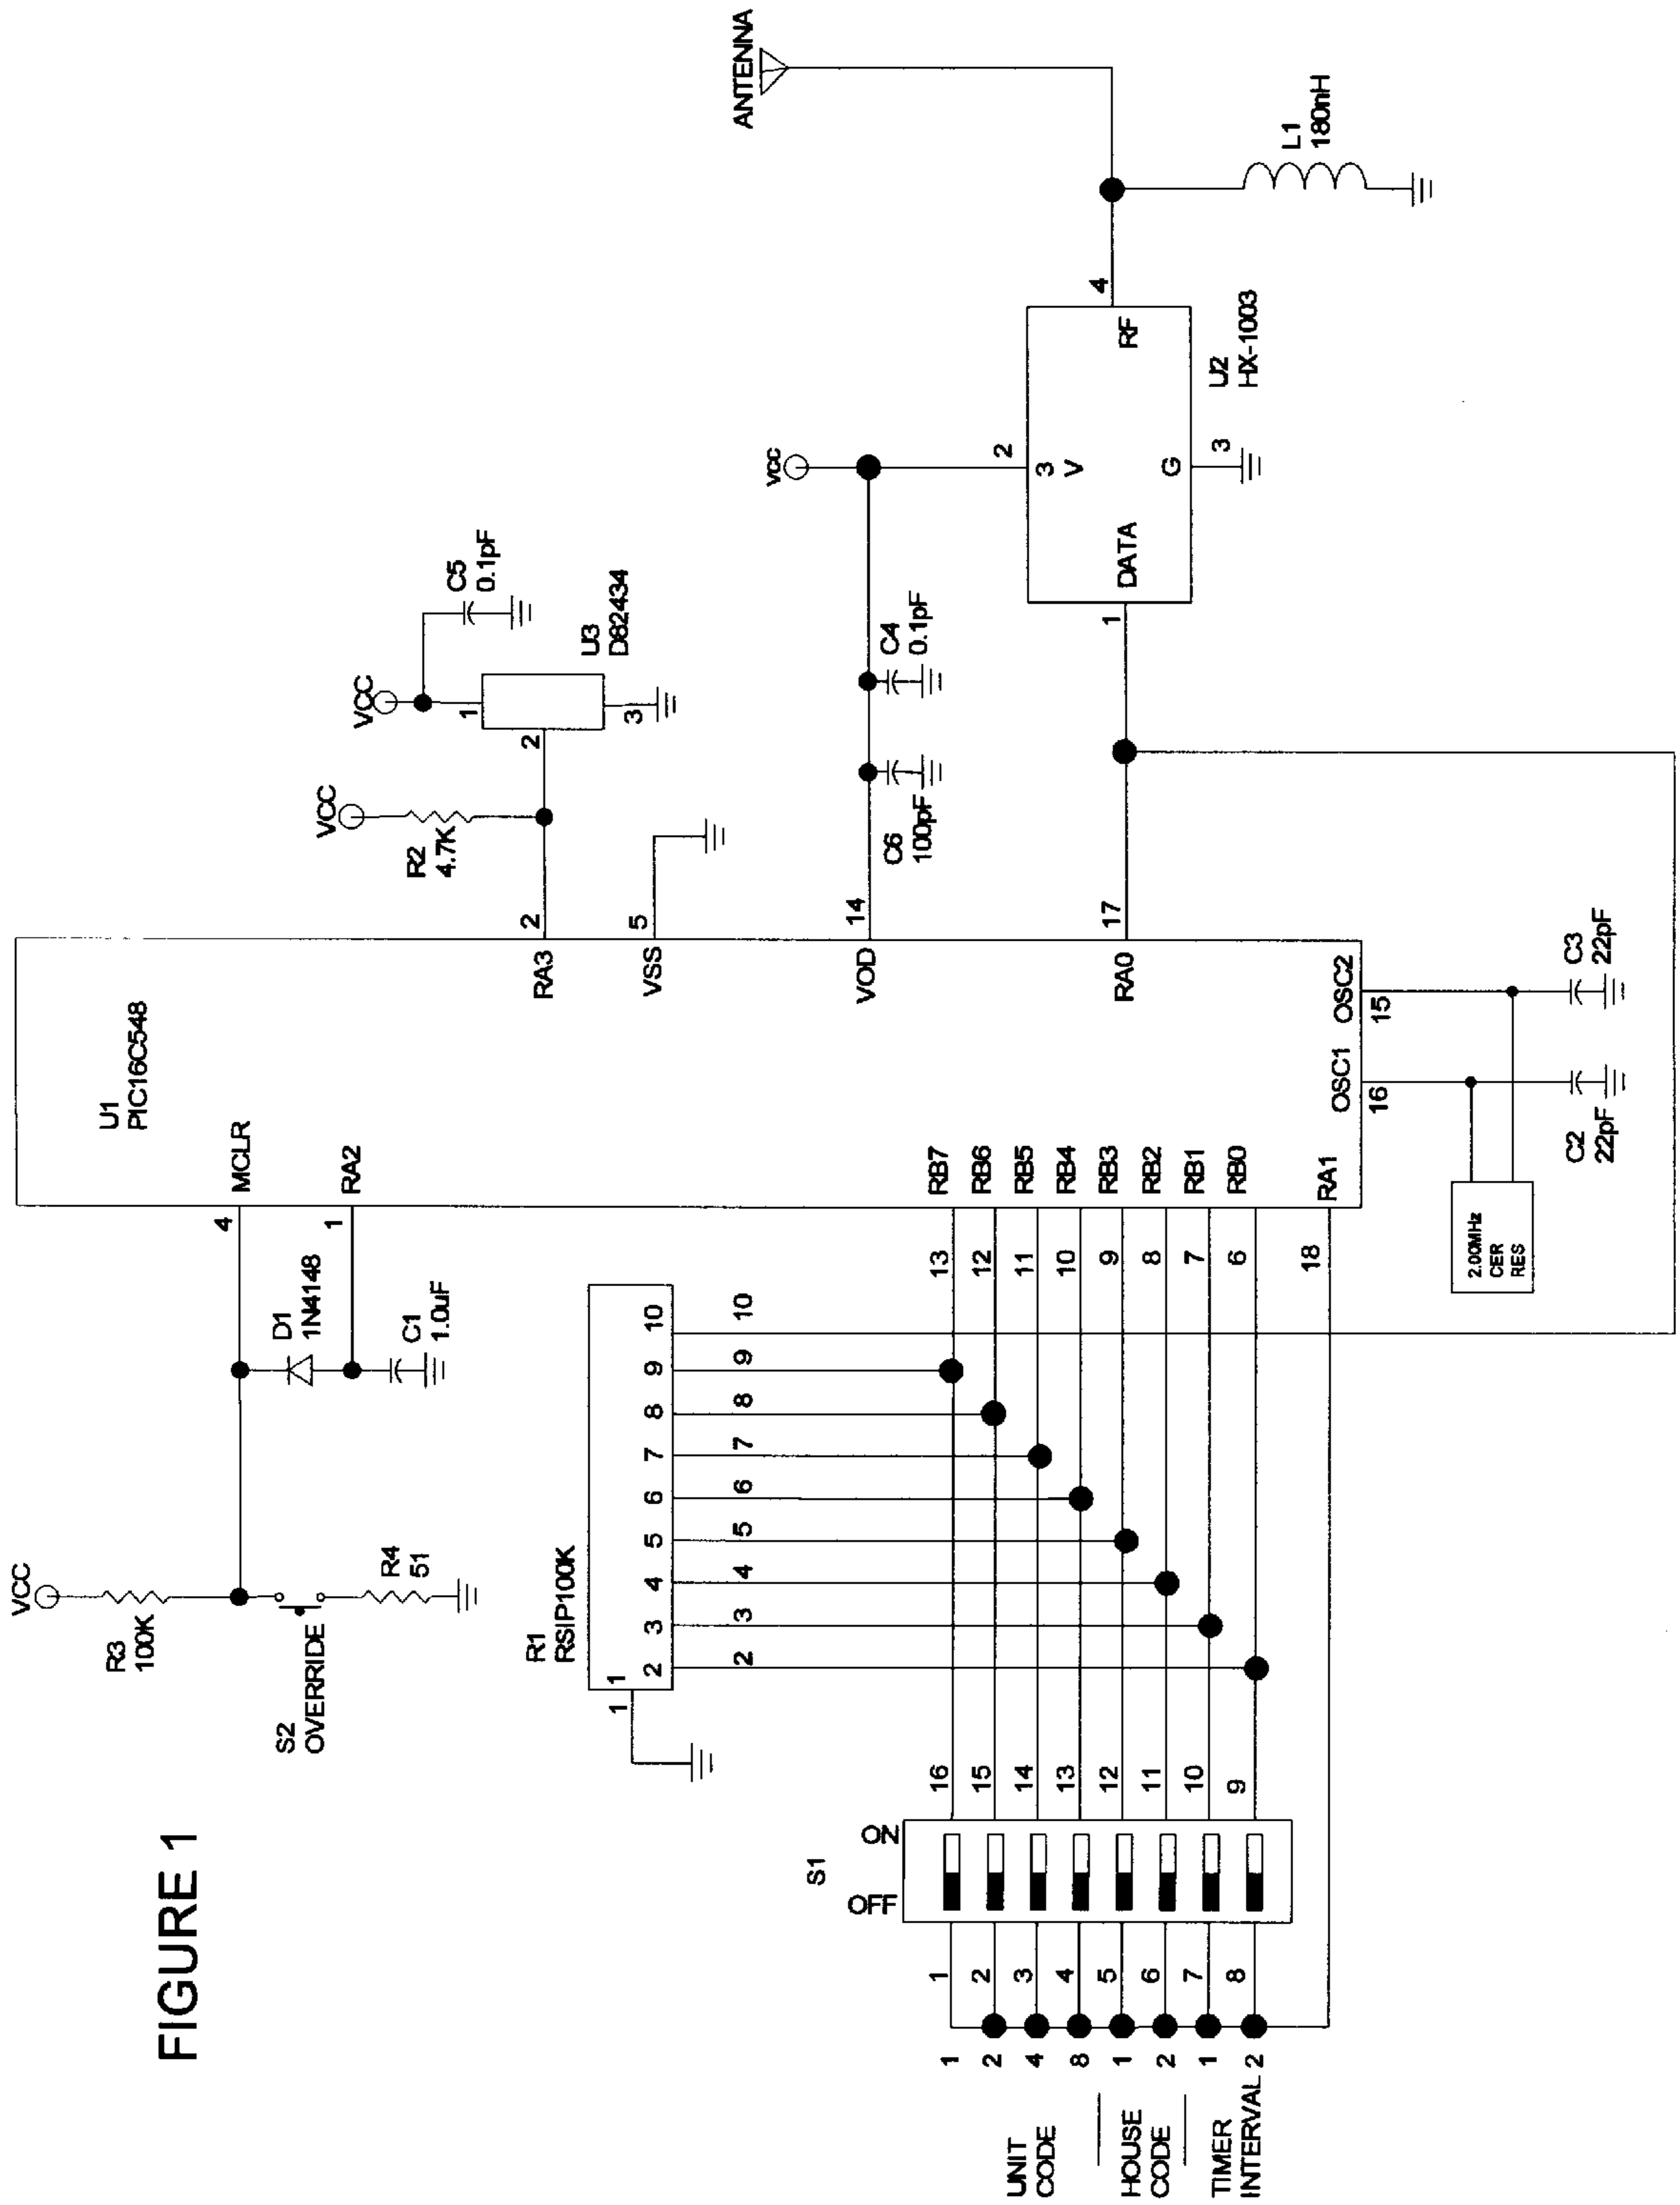 FIGURE 1
VCC
R3
100K
S2
OVERRIDE
R4
51
D1
1N4148
C1
1.0uF
4
1
MCLR
RA2
U1
PIC16C548
R1
RSIP100K
1
1
2
3
4
5
6
7
8
9
10
2
3
4
5
6
7
8
9
10
VCC
R2
4.7K
VCC
C5
0.1pF
1
2
3
U3
D82434
RA3
2
VSS
5
VOD
14
RA0
17
C6
100pF
C4
0.1pF
VCC
2
3
V
G
3
DATA
1
RF
4
U2
HX-1003
ANTENNA
L1
180nH
S1
OFF
ON
UNIT
CODE
HOUSE
CODE
TIMER
INTERVAL
1
2
4
8
1
2
1
2
1
2
3
4
5
6
7
8
16
15
14
13
12
11
10
9
13
12
11
10
9
8
7
6
18
RB7
RB6
RB5
RB4
RB3
RB2
RB1
RB0
RA1
OSC1
16
OSC2
15
2.00MHz
CER
RES
C2
22pF
C3
22pF